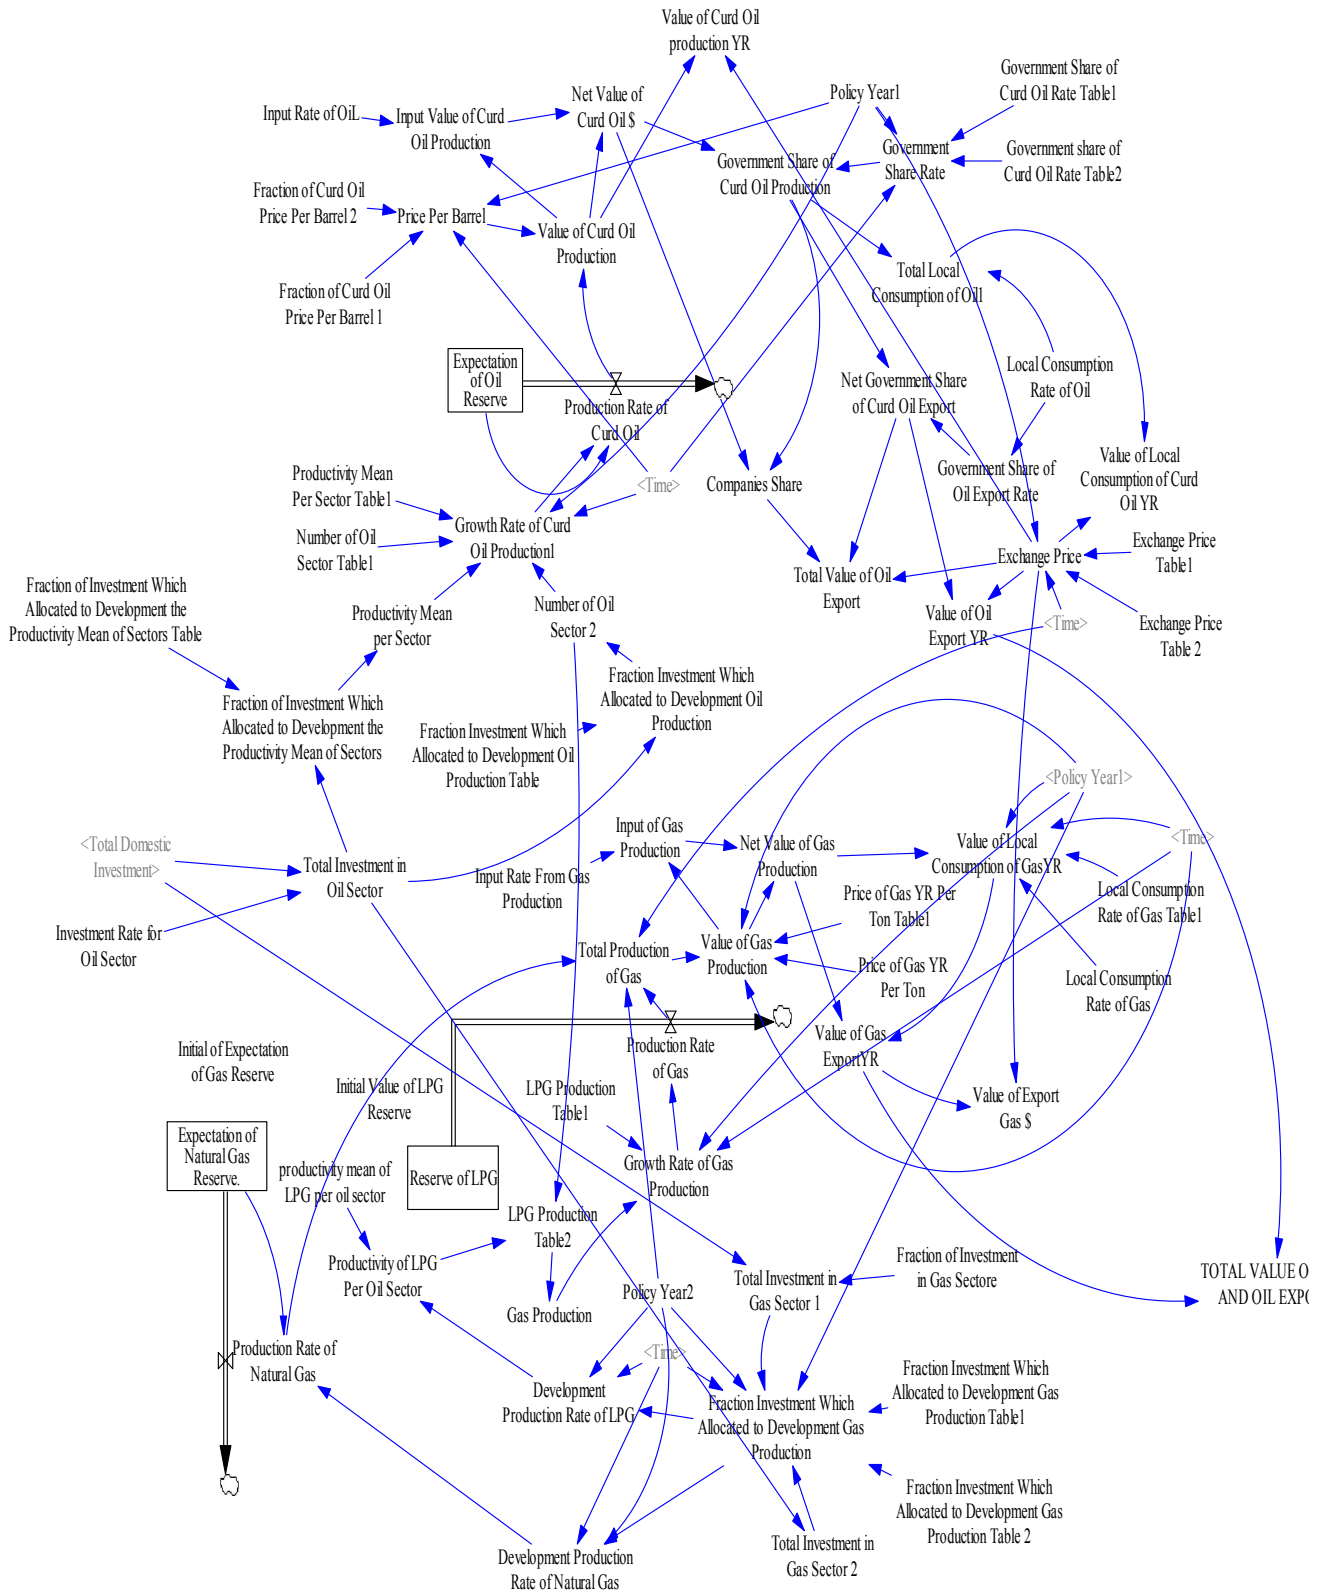 Value of Curd Oil
production YR
Policy Year1
Government Share of
Curd Oil Rate Table1
Net Value of
Curd Oil $
Input Rate of OiL
Input Value of Curd
Oil Production
Government
Share Rate
Government share of
Curd Oil Rate Table2
Government Share of
Curd Oil Production
Fraction of Curd Oil
Price Per Barrel 2
Price Per Barrel
Value of Curd Oil
Production
Fraction of Curd Oil
Price Per Barrel 1
Total Local
Consumption of Oil1
Expectation
of Oil
Reserve
Production Rate of
Curd Oil
Net Government Share
of Curd Oil Export
Local Consumption
Rate of Oil
Productivity Mean
Per Sector Table1
<Time>
Companies Share
Government Share of
Oil Export Rate
Value of Local
Consumption of Curd
Oil YR
Number of Oil
Sector Table1
Growth Rate of Curd
Oil Production1
Exchange Price
Exchange Price
Table1
Total Value of Oil
Export
Fraction of Investment Which
Allocated to Development the
Productivity Mean of Sectors Table
Productivity Mean
per Sector
Number of Oil
Sector 2
Value of Oil
Export YR
<Time>
Exchange Price
Table 2
Fraction of Investment Which
Allocated to Development the
Productivity Mean of Sectors
Fraction Investment Which
Allocated to Development Oil
Production
Fraction Investment Which
Allocated to Development Oil
Production Table
<Policy Year1>
<Total Domestic
Investment>
Total Investment in
Oil Sector
Input of Gas
Production
Net Value of Gas
Production
Value of Local
Consumption of GasYR
<Time>
Input Rate From Gas
Production
Price of Gas YR Per
Ton Table1
Local Consumption
Rate of Gas Table1
Investment Rate for
Oil Sector
Total Production
of Gas
Value of Gas
Production
Price of Gas YR
Per Ton
Local Consumption
Rate of Gas
Initial of Expectation
of Gas Reserve
Production Rate
of Gas
Value of Gas
ExportYR
Initial Value of LPG
Reserve
LPG Production
Table1
Value of Export
Gas $
Expectation of
Natural Gas
Reserve.
productivity mean of
LPG per oil sector
Reserve of LPG
Growth Rate of Gas
Production
LPG Production
Table2
Productivity of LPG
Per Oil Sector
Gas Production
Policy Year2
Total Investment in
Gas Sector 1
Fraction of Investment
in Gas Sectore
TOTAL VALUE O
AND OIL EXPO
Production Rate of
Natural Gas
<Time>
Development
Production Rate of LPG
Fraction Investment Which
Allocated to Development Gas
Production
Fraction Investment Which
Allocated to Development Gas
Production Table1
Fraction Investment Which
Allocated to Development Gas
Production Table 2
Total Investment in
Gas Sector 2
Development Production
Rate of Natural Gas